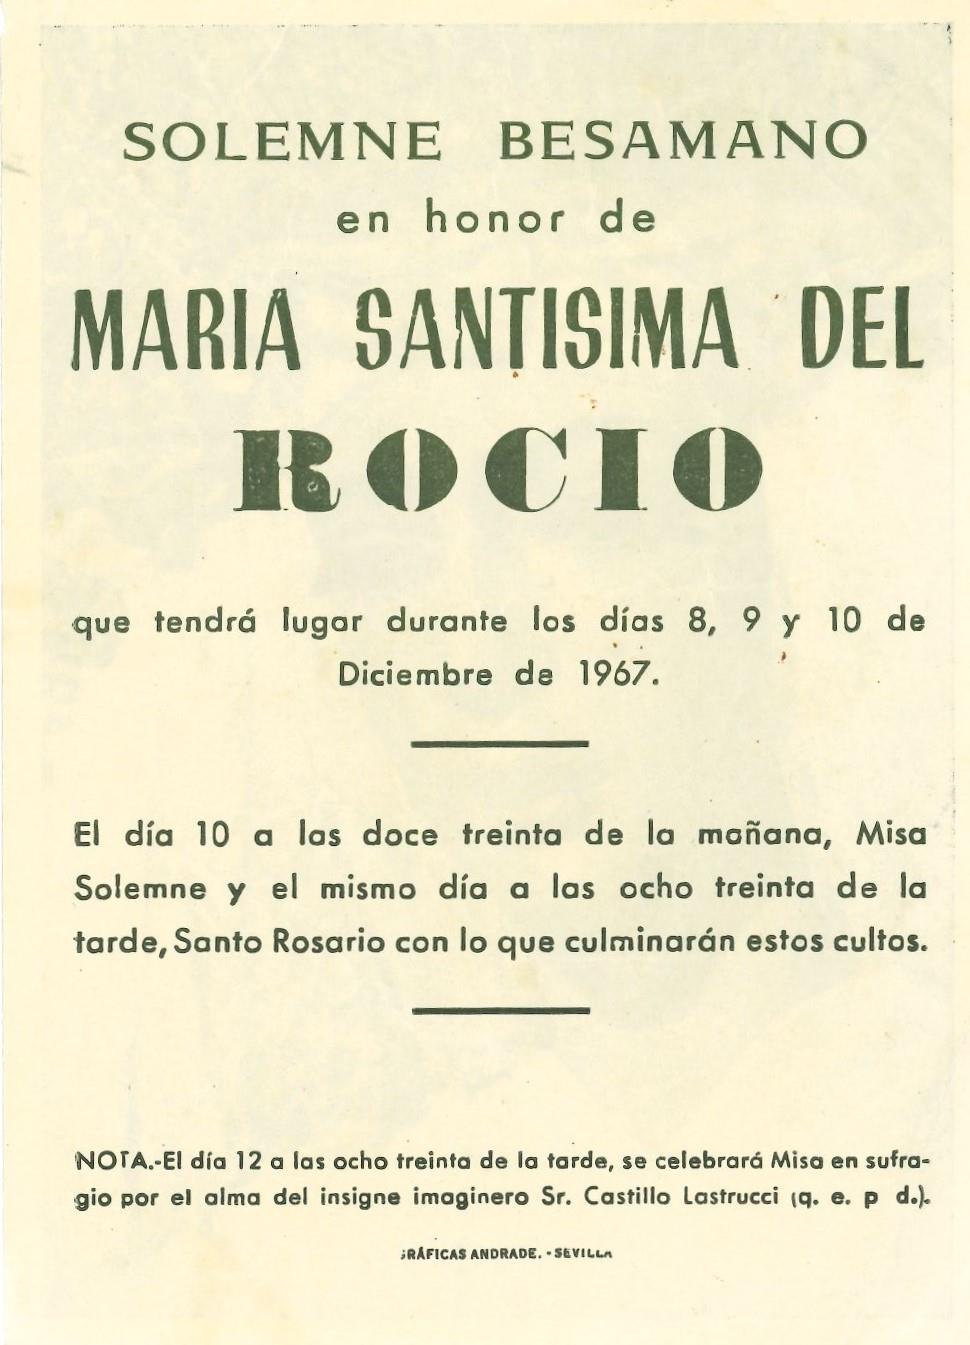 SOLEMNE BESAMANO
en honor de
MARIA SANTISIMA DEL
ROCIO
que tendrá lugar durante los días 8, 9 y 10 de
Diciembre de 1967.
El día 10 a las doce treinta de la mañana, Misa
Solemne y el mismo día a las ocho treinta de la
tarde, Santo Rosario con lo que culminarán estos cultos.
NOTA.-El día 12 a las ocho treinta de la tarde, se celebrará Misa en sufra-
gio por el alma del insigne imaginero Sr. Castillo Lastrucci (q. e. p d.).
GRÁFICAS ANDRADE. - SEVILLA